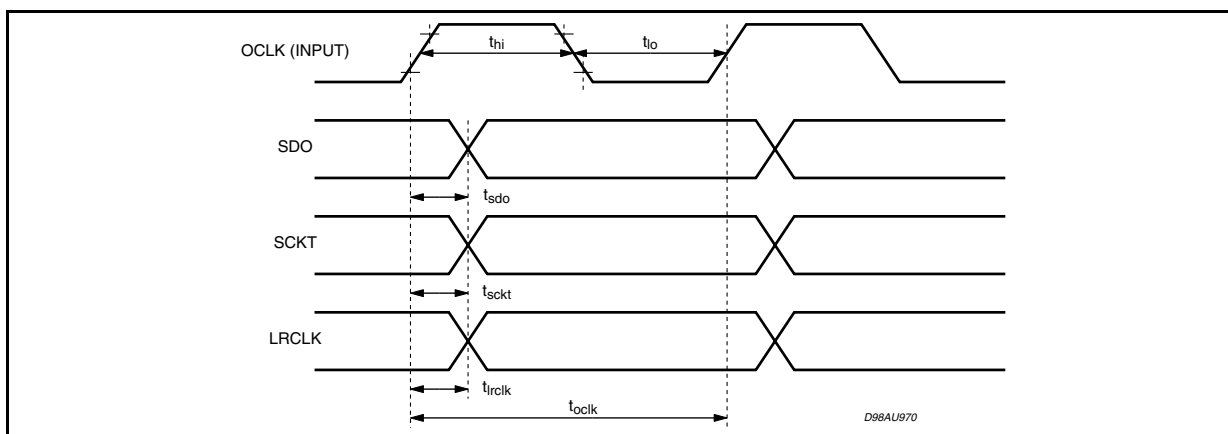 OCLK (INPUT)
thi
tlo
SDO
tsdo
SCKT
tsckt
LRCLK
tlrclk
toclk
D98AU970